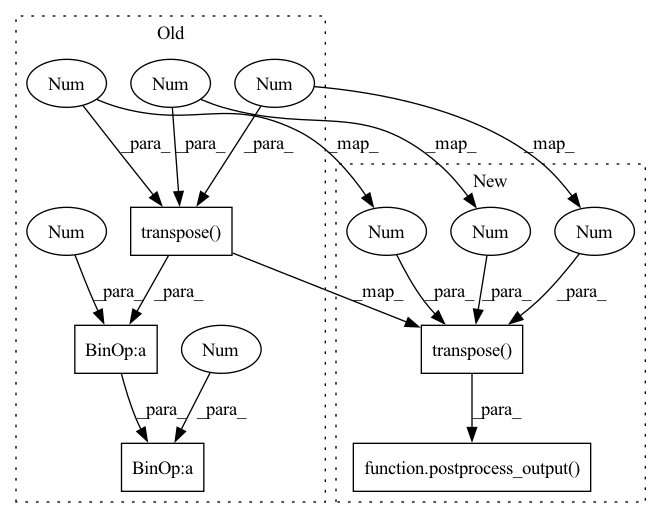 Old
Num
Num
Num
_para_
_para_
_para_
_map_
_map_
_map_
New
Num
transpose()
Num
Num
Num
_para_
_para_
_map_
_para_
_para_
_para_
BinOp:a
Num
transpose()
_para_
_para_
_para_
BinOp:a
function.postprocess_output()